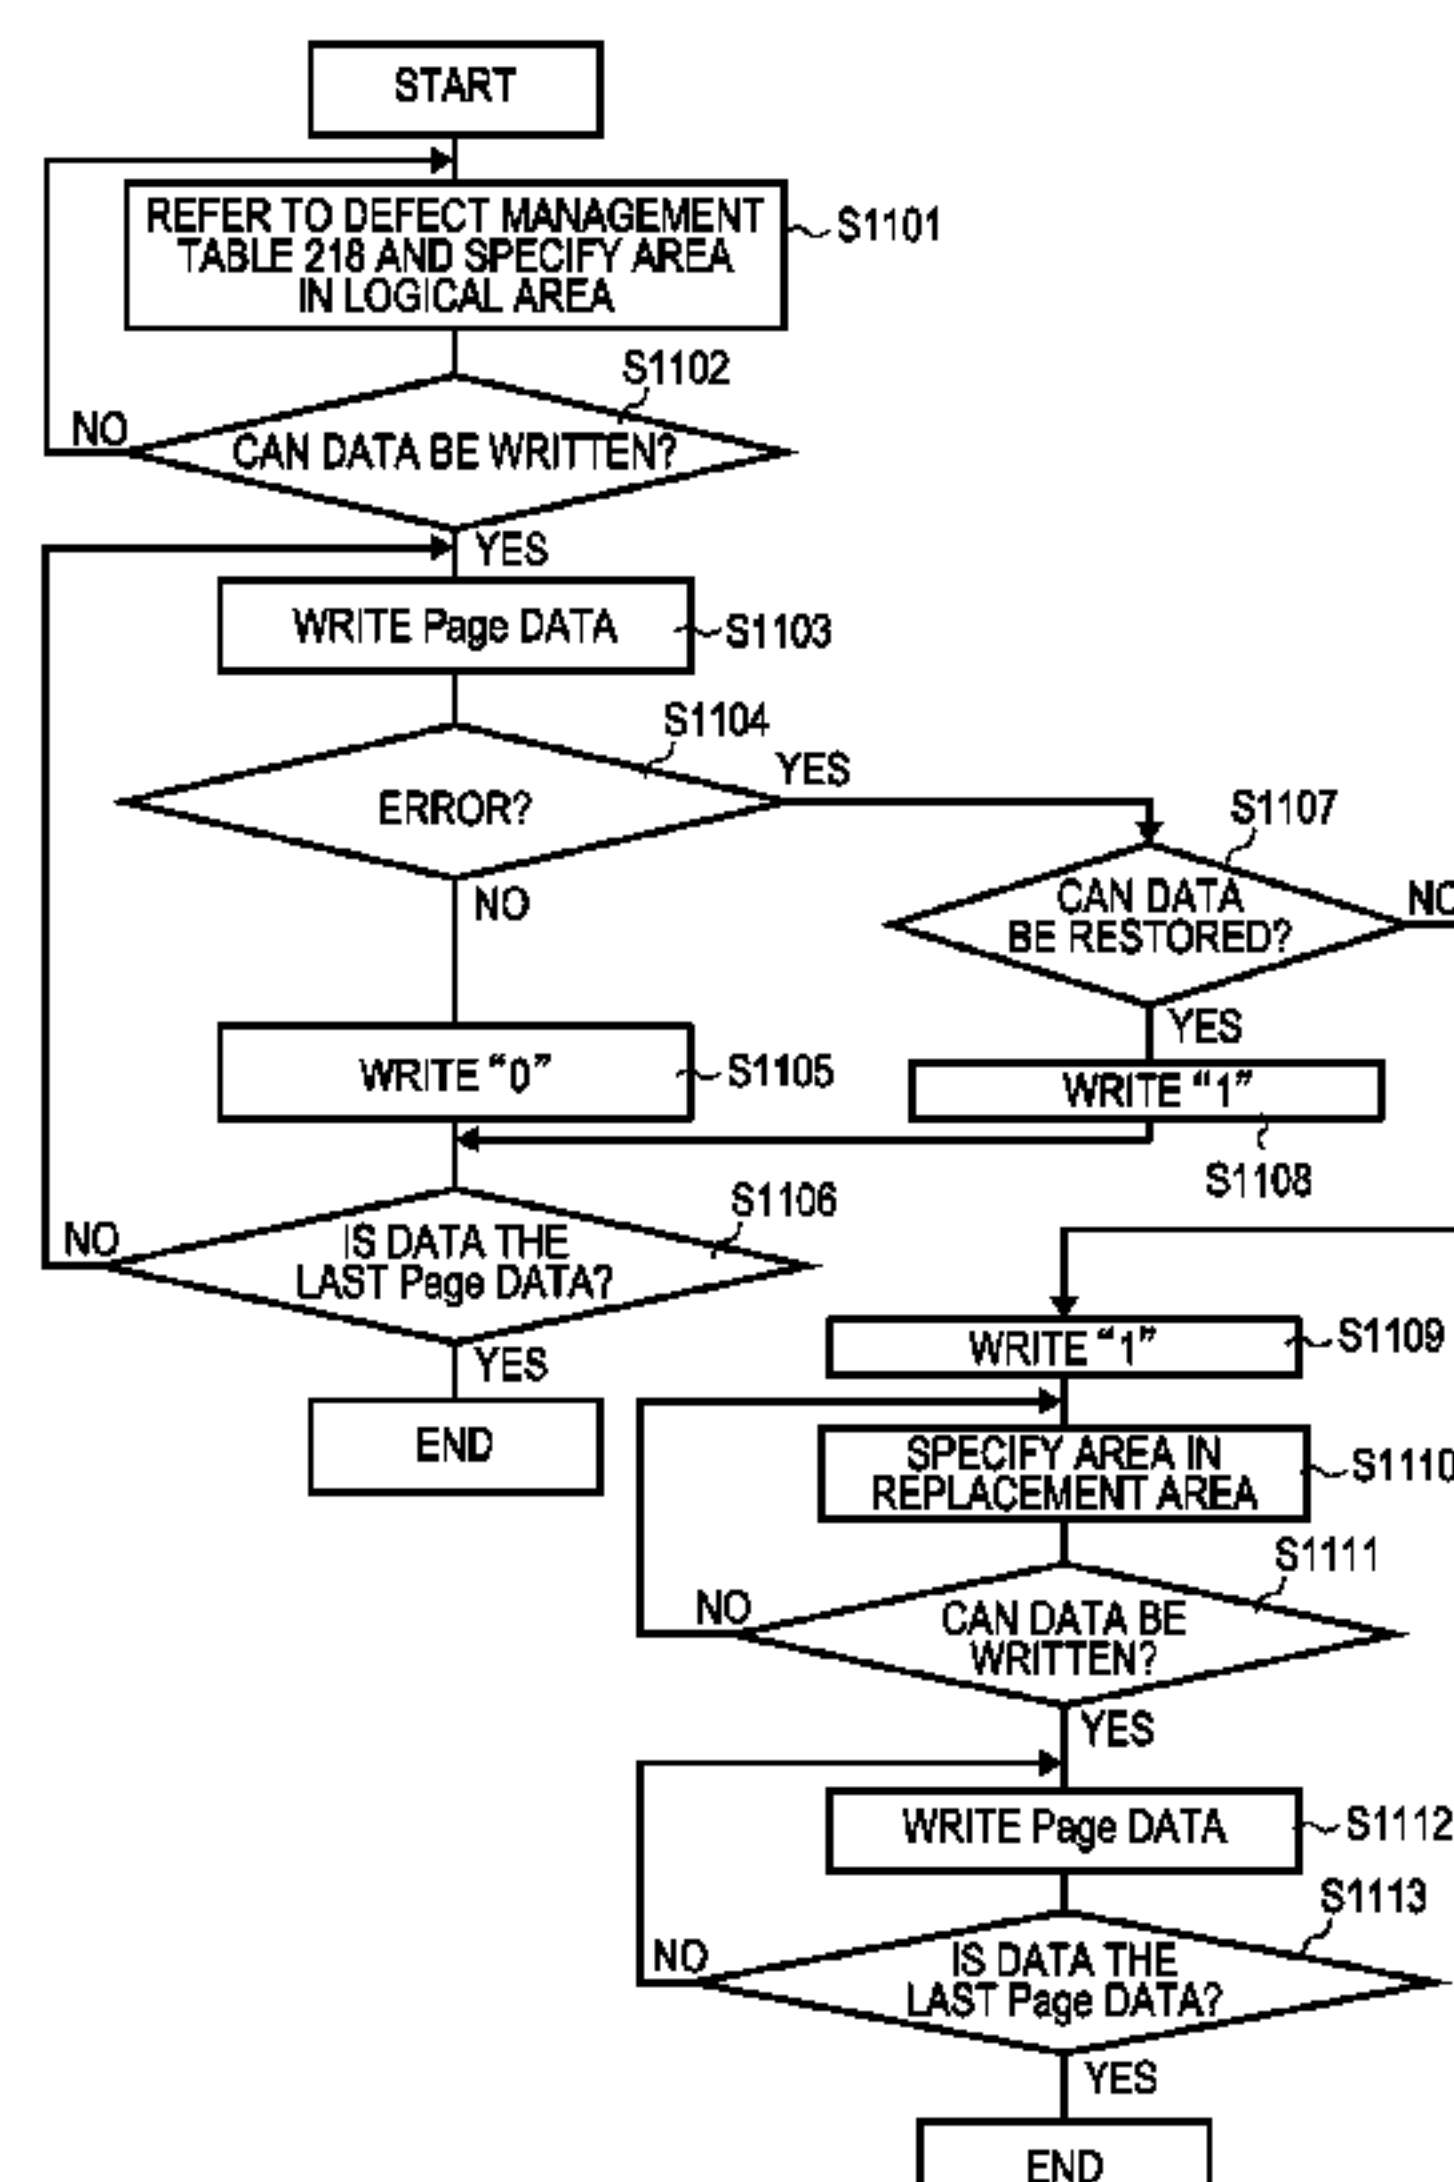 START
REFER TO DEFECT MANAGEMENT
TABLE 218 AND SPECIFY AREA
IN LOGICAL AREA
S1101
S1102
NO
CAN DATA BE WRITTEN?
YES
WRITE Page DATA
S1103
S1104
YES
ERROR?
NO
S1107
CAN DATA
BE RESTORED?
NO
YES
WRITE "0"
S1105
WRITE "1"
S1108
S1106
NO
IS DATA THE
LAST Page DATA?
YES
END
WRITE "1"
S1109
SPECIFY AREA IN
REPLACEMENT AREA
S1110
S1111
NO
CAN DATA BE
WRITTEN?
YES
WRITE Page DATA
S1112
S1113
NO
IS DATA THE
LAST Page DATA?
YES
END